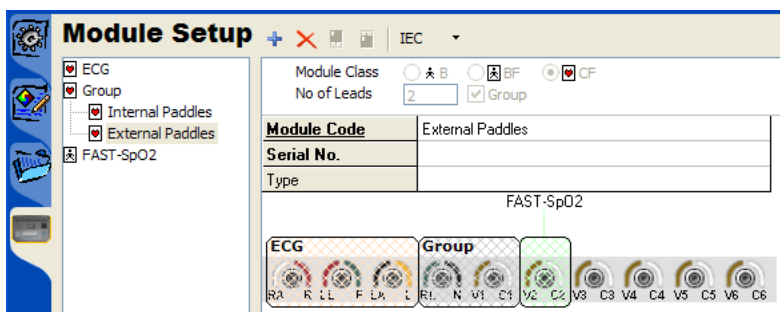 Module Setup
IEC
ECG
Group
Internal Paddles
External Paddles
FAST-SpO2
Module Class B BF CF
No of Leads 2 Group
Module Code External Paddles
Serial No.
Type
FAST-SpO2
ECG Group
RA R LL F LA L RL N V1 C1 V2 C2 V3 C3 V4 C4 V5 C5 V6 C6